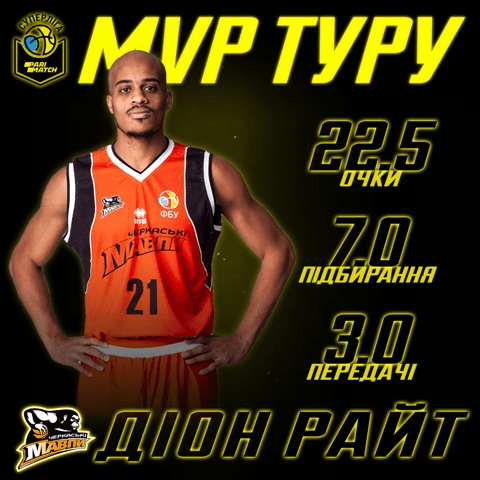 СУПЕРЛІГА
PARI
MATCH
MVP ТУРУ
22.5
ОЧКИ
7.0
ПІДБИРАННЯ
3.0
ПЕРЕДАЧІ
МАВПИ
ФБУ
ЧЕРКАСЬКІ
МАВПИ
21
ЧЕРКАСЬКІ
МАВПИ
ДІОН РАЙТ